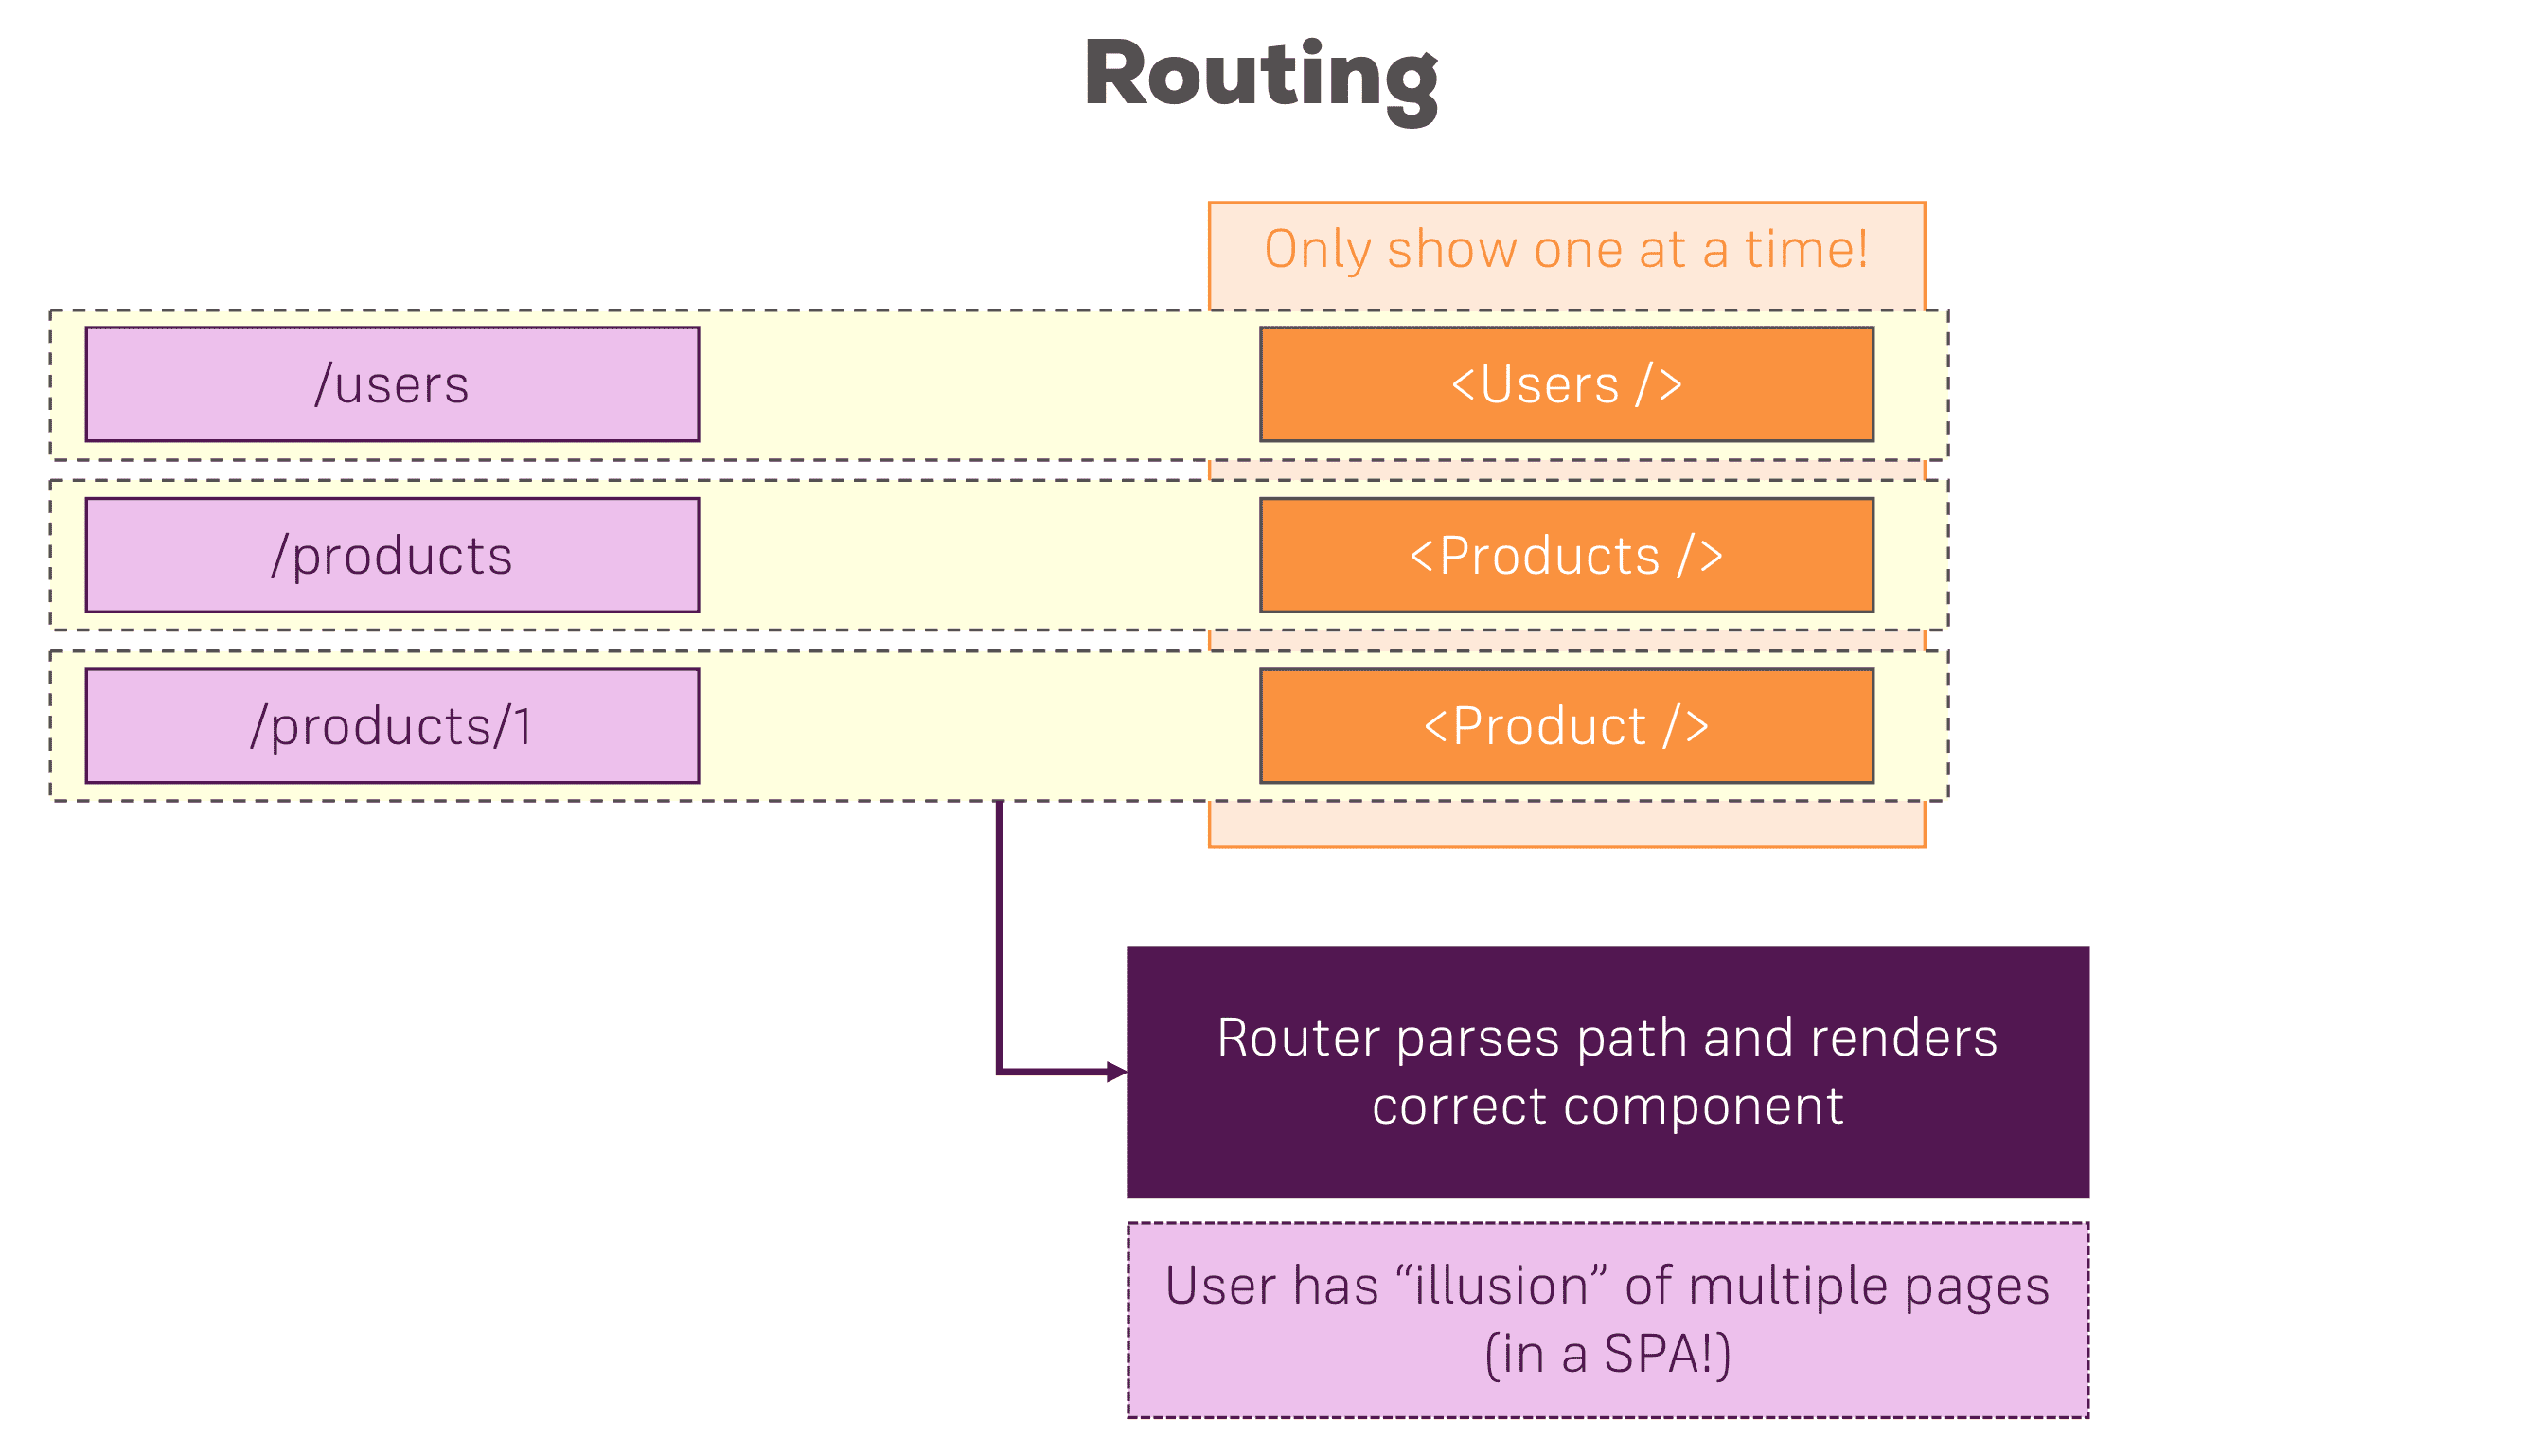 Routing
Only show one at a time!
/users
<Users />
/products
<Products />
/products/1
<Product />
Router parses path and renders
correct component
User has “illusion” of multiple pages
(in a SPA!)